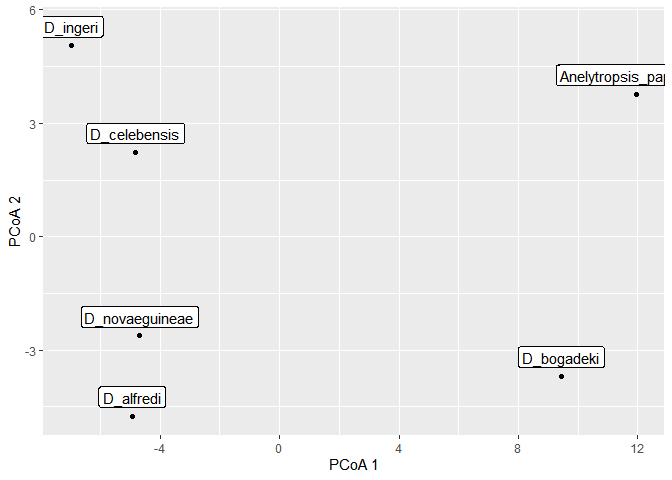 6
D_ingeri
Anelytropsis_pap
3
D_celebensis
PCoA 2
0
D_novaeguineae
-3
D_bogadeki
D_alfredi
-4
0
4
8
12
PCoA 1